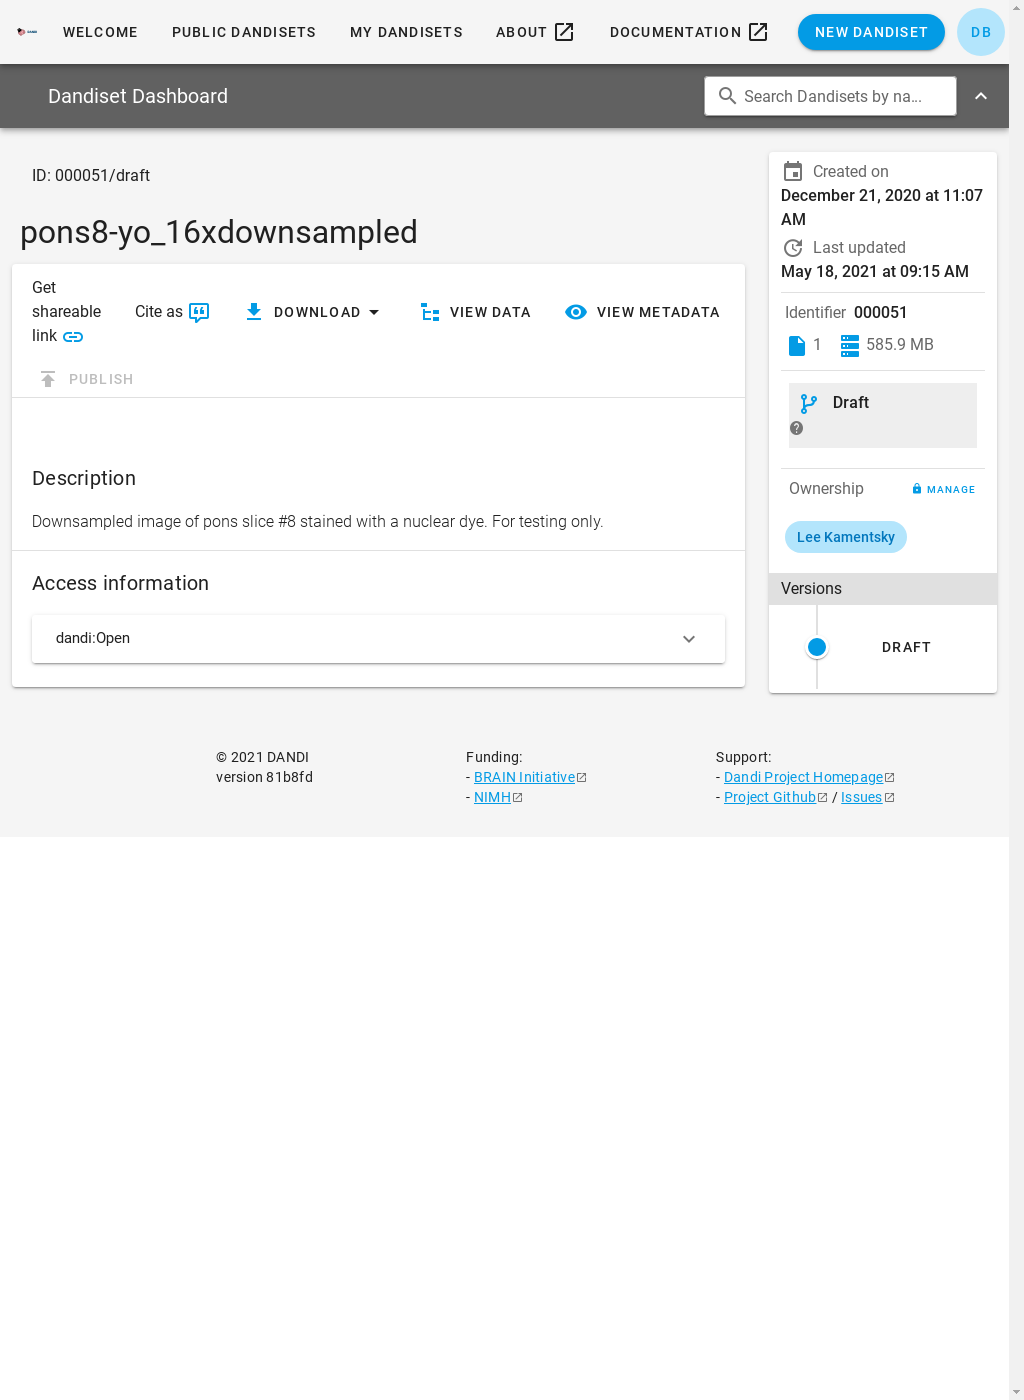 WELCOME
PUBLIC DANDISETS
MY DANDISETS
ABOUT
DOCUMENTATION
NEW DANDISET
DB
Dandiset Dashboard
Search Dandisets by na...
ID: 000051/draft
pons8-yo_16xdownsampled
Get
shareable
link
Cite as
DOWNLOAD
VIEW DATA
VIEW METADATA
PUBLISH
Description
Downsampled image of pons slice #8 stained with a nuclear dye. For testing only.
Access information
dandi:Open
Created on
December 21, 2020 at 11:07
AM
Last updated
May 18, 2021 at 09:15 AM
Identifier 000051
1
585.9 MB
Draft
Ownership
MANAGE
Lee Kamentsky
Versions
DRAFT
© 2021 DANDI
version 81b8fd
Funding:
- BRAIN Initiative
- NIMH
Support:
- Dandi Project Homepage
- Project Github / Issues